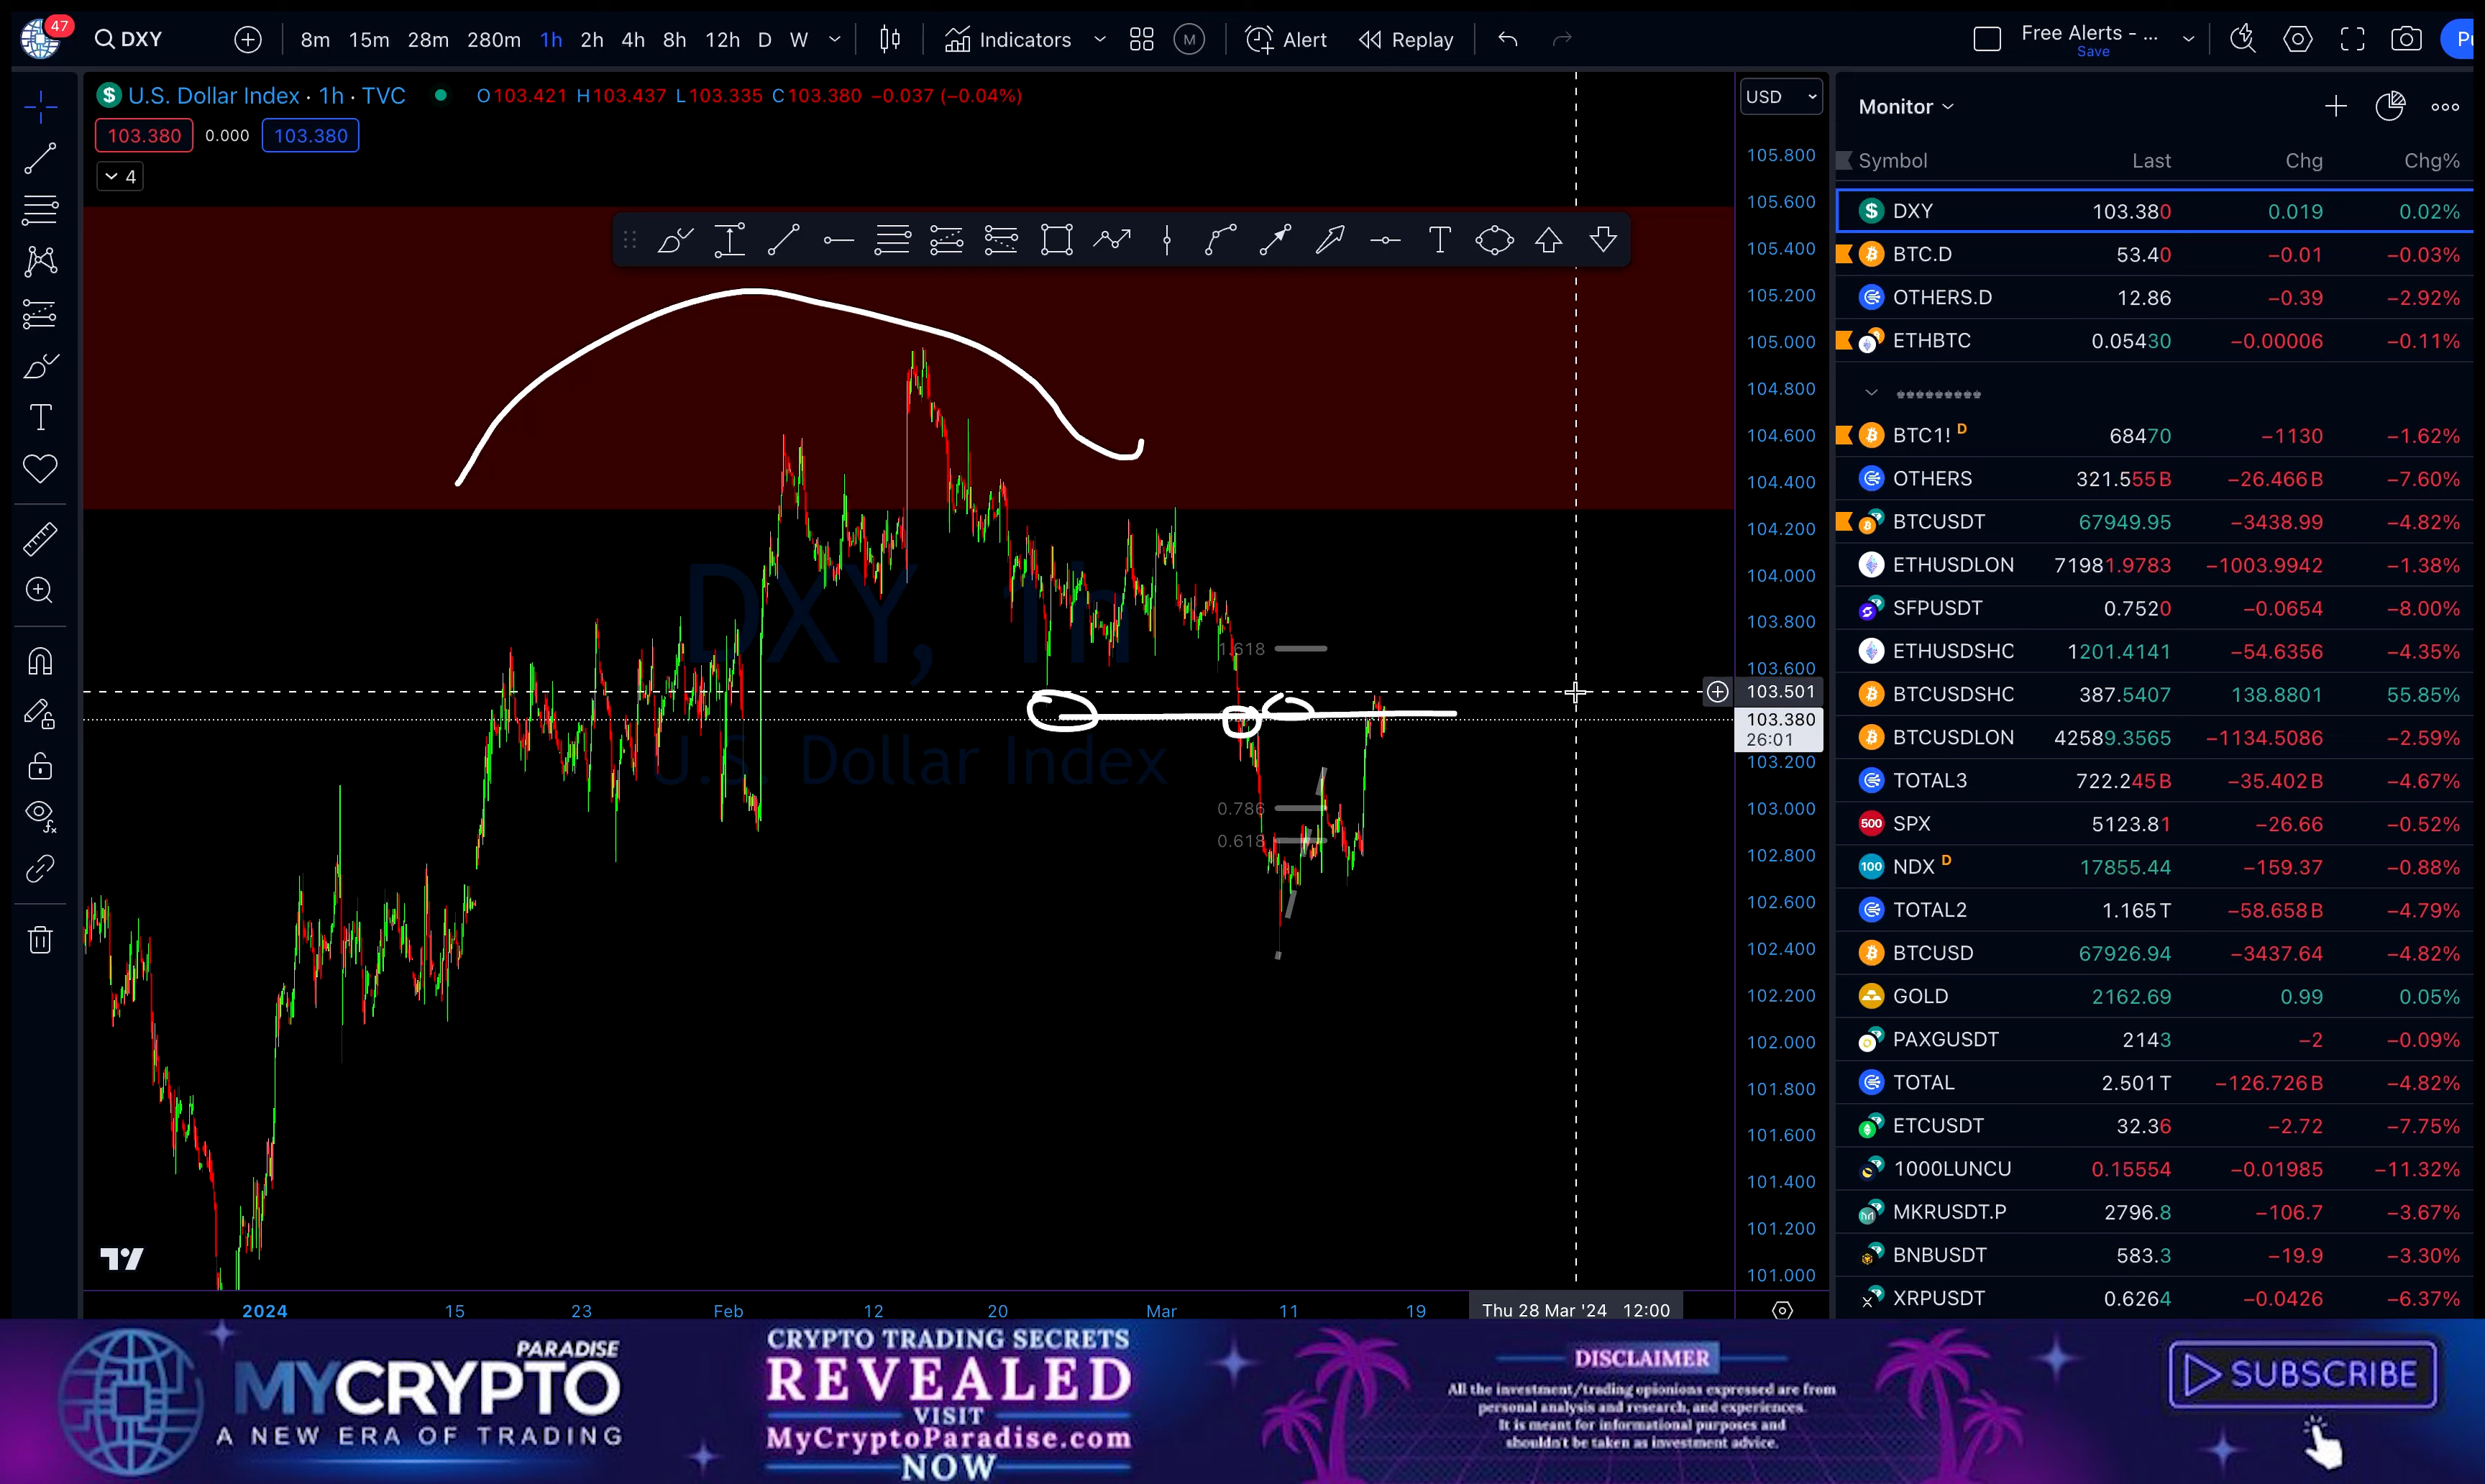 47 DXY 8m 15m 28m 280m 1h 2h 4h 8h 12h D W Indicators M Alert Replay Free Alerts - ...
Save
U.S. Dollar Index · 1h · TVC O103.421 H103.437 L103.335 C103.380 −0.037 (−0.04%)
103.380 0.000 103.380
4
USD
105.800
105.600
105.400
105.200
105.000
104.800
104.600
104.400
104.200
104.000
103.800
103.600
103.501
103.380
26:01
103.200
103.000
102.800
102.600
102.400
102.200
102.000
101.800
101.600
101.400
101.200
101.000
DXY, 1h
U.S. Dollar Index
1.618
0.786
0.618
2024 15 23 Feb 12 20 Mar 11 19 Thu 28 Mar '24 12:00
Monitor
Symbol Last Chg Chg%
DXY 103.380 0.019 0.02%
BTC.D 53.40 −0.01 −0.03%
OTHERS.D 12.86 −0.39 −2.92%
ETHBTC 0.05430 −0.00006 −0.11%
BTC1! D 68470 −1130 −1.62%
OTHERS 321.555B −26.466B −7.60%
BTCUSDT 67949.95 −3438.99 −4.82%
ETHUSDLON 71981.9783 −1003.9942 −1.38%
SFPUSDT 0.7520 −0.0654 −8.00%
ETHUSDSHC 1201.4141 −54.6356 −4.35%
BTCUSDSHC 387.5407 138.8801 55.85%
BTCUSDLON 42589.3565 −1134.5086 −2.59%
TOTAL3 722.245B −35.402B −4.67%
500 SPX 5123.81 −26.66 −0.52%
100 NDX D 17855.44 −159.37 −0.88%
TOTAL2 1.165T −58.658B −4.79%
BTCUSD 67926.94 −3437.64 −4.82%
GOLD 2162.69 0.99 0.05%
PAXGUSDT 2143 −2 −0.09%
TOTAL 2.501T −126.726B −4.82%
ETCUSDT 32.36 −2.72 −7.75%
1000LUNCU 0.15554 −0.01985 −11.32%
MKRUSDT.P 2796.8 −106.7 −3.67%
BNBUSDT 583.3 −19.9 −3.30%
XRPUSDT 0.6264 −0.0426 −6.37%
PARADISE
MYCRYPTO
A NEW ERA OF TRADING
CRYPTO TRADING SECRETS
REVEALED
VISIT
MyCryptoParadise.com
NOW
DISCLAIMER
All the investment/trading opionions expressed are from
personal analysis and research, and experiences.
It is meant for informational purposes and
shouldn't be taken as investment advice.
SUBSCRIBE